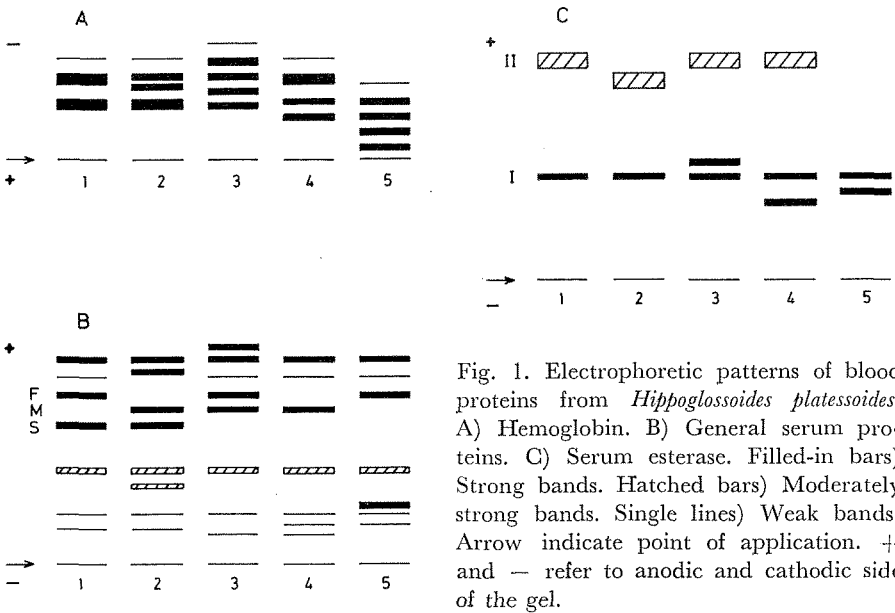 A
−
+
1 2 3 4 5
B
+
F
M
S
−
1 2 3 4 5
C
+
II
I
−
1 2 3 4 5
Fig. 1. Electrophoretic patterns of blood
proteins from Hippoglossoides platessoides
A) Hemoglobin. B) General serum pro-
teins. C) Serum esterase. Filled-in bars)
Strong bands. Hatched bars) Moderately
strong bands. Single lines) Weak bands
Arrow indicate point of application. +
and — refer to anodic and cathodic side
of the gel.